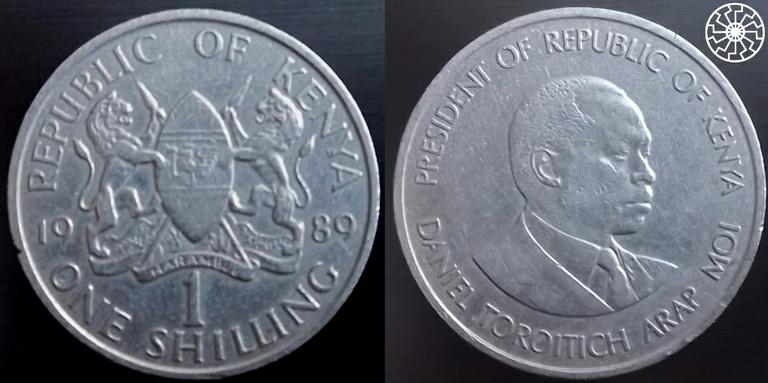 REPUBLIC OF KENYA
19 89
HARAMBEE
1
ONE SHILLING
PRESIDENT OF REPUBLIC OF KENYA
DANIEL TOROITICH ARAP MOI